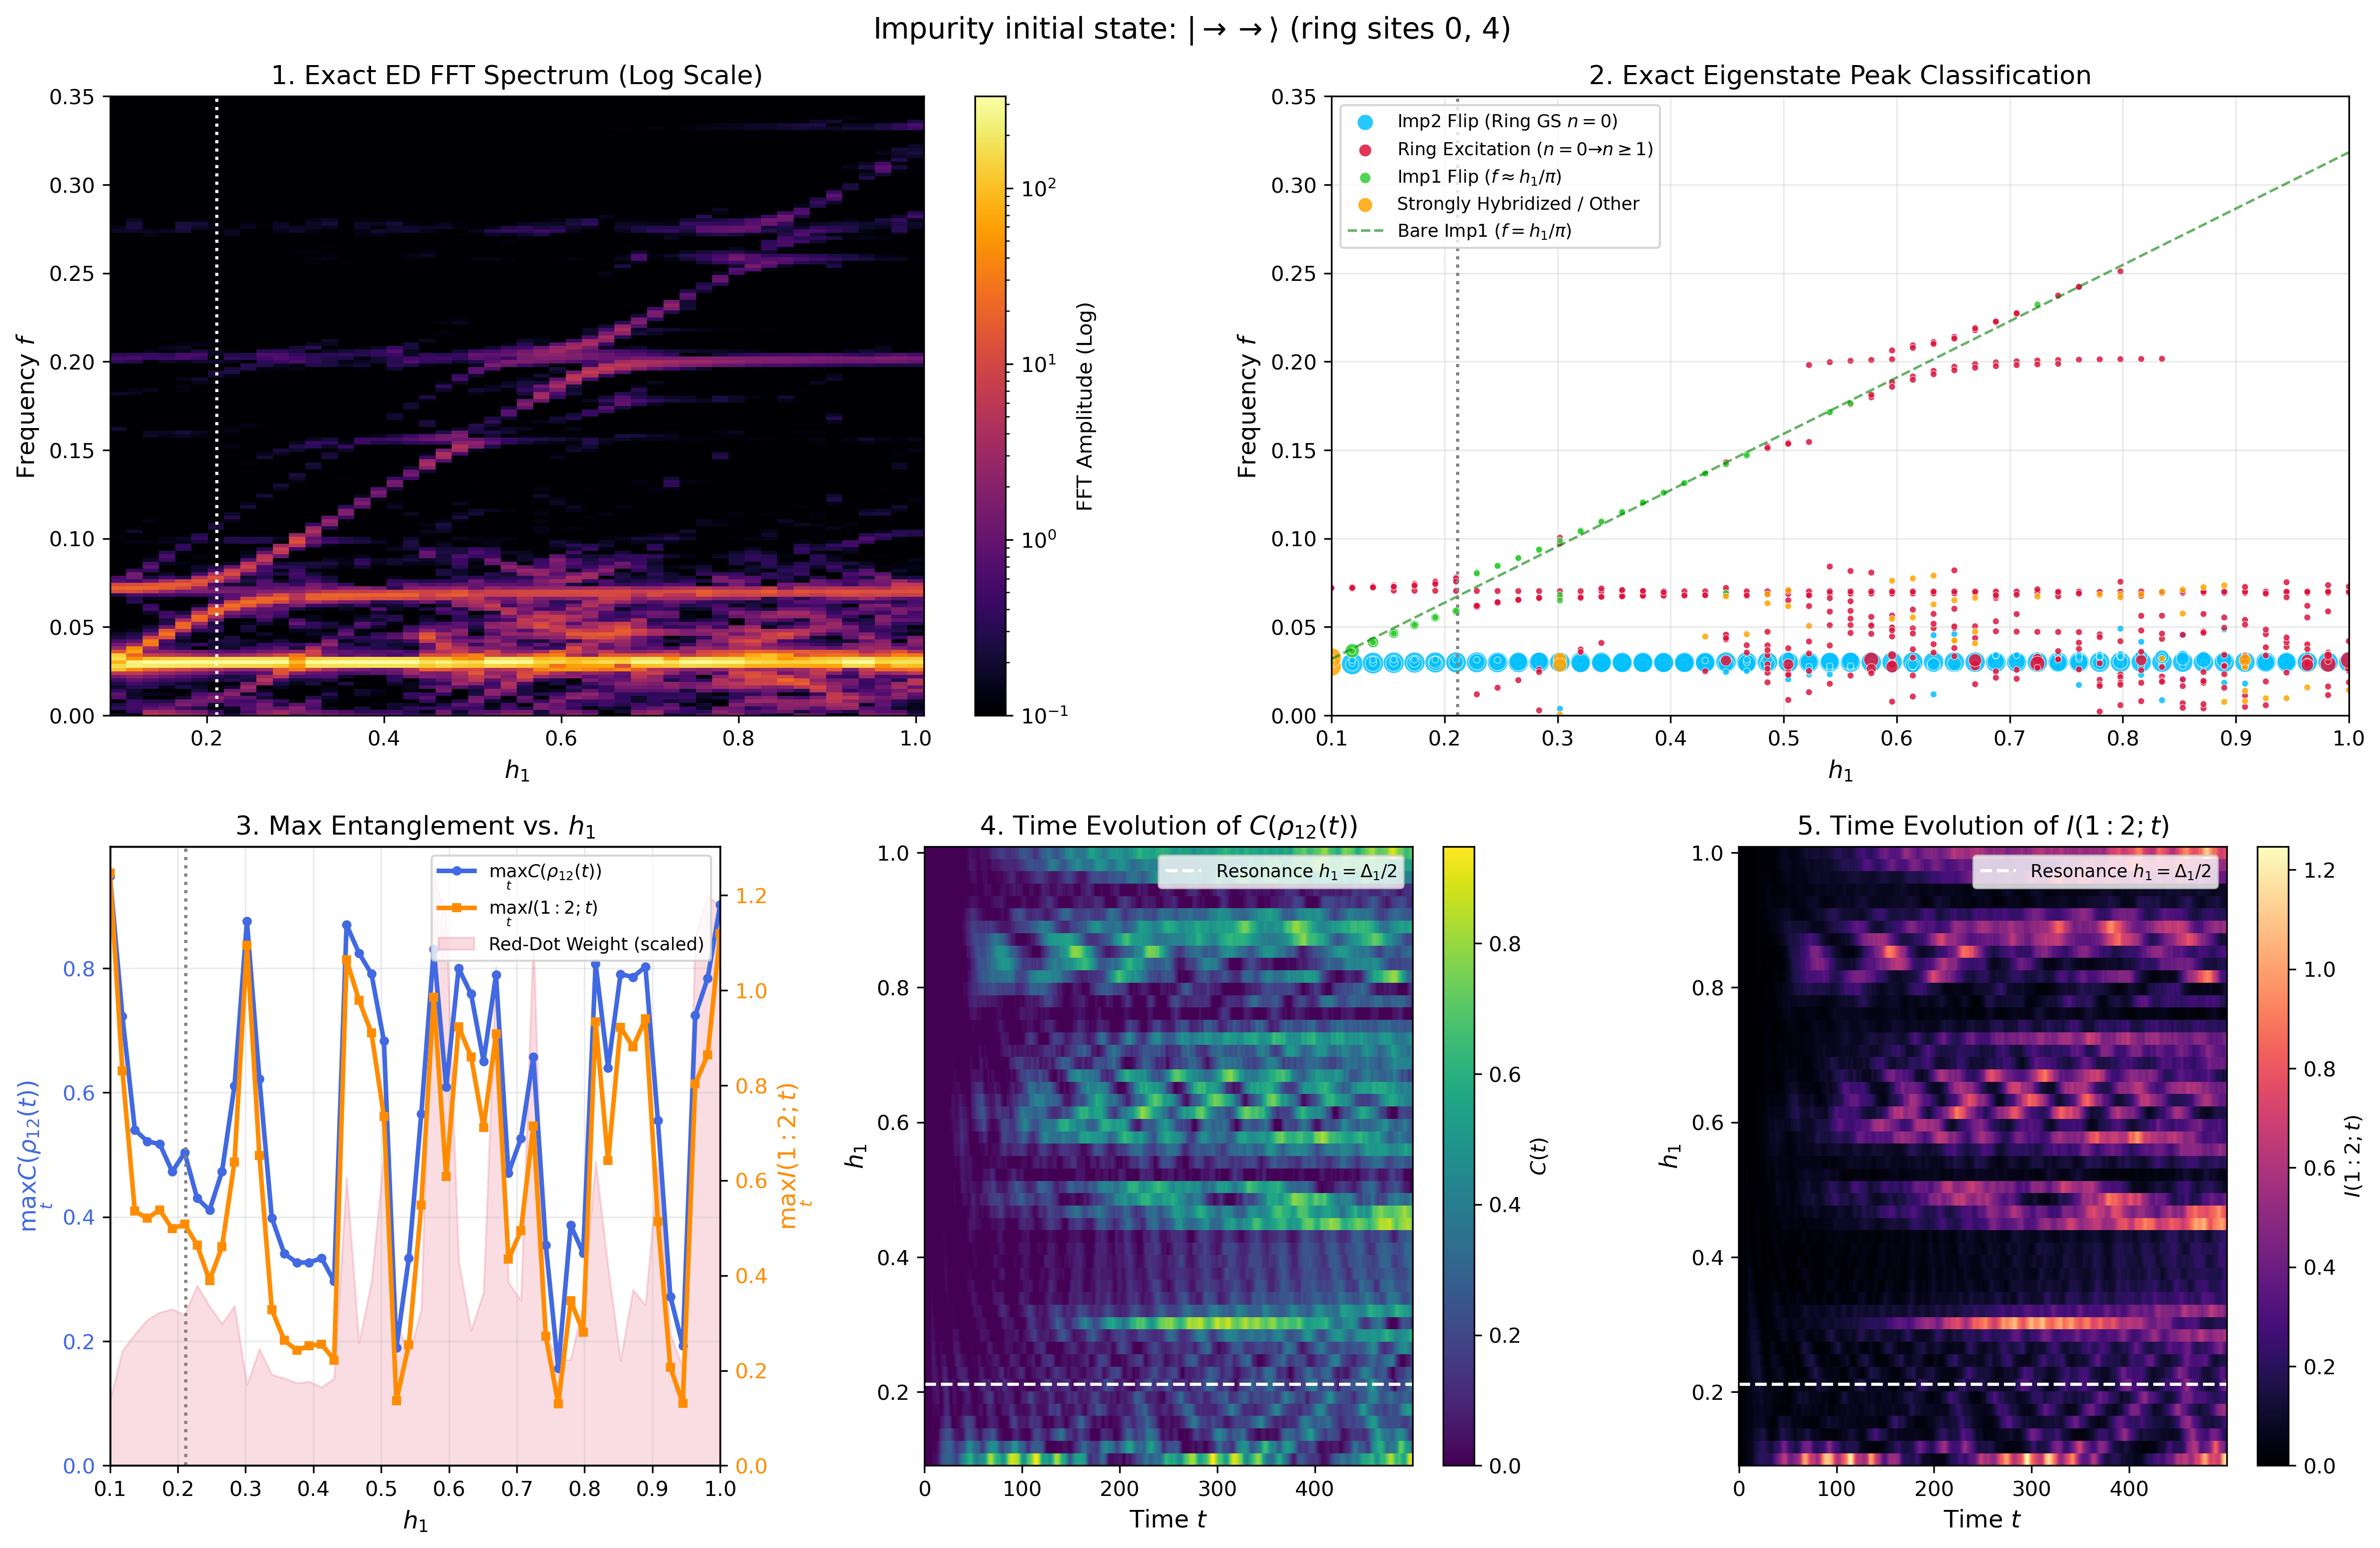 Impurity initial state: |→→⟩ (ring sites 0, 4)
1. Exact ED FFT Spectrum (Log Scale)
Frequency f
0.35
0.30
0.25
0.20
0.15
0.10
0.05
0.00
0.2
0.4
0.6
0.8
1.0
h₁
10²
10¹
10⁰
10⁻¹
FFT Amplitude (Log)
2. Exact Eigenstate Peak Classification
Frequency f
0.35
0.30
0.25
0.20
0.15
0.10
0.05
0.00
Imp2 Flip (Ring GS n = 0)
Ring Excitation (n = 0→n ≥ 1)
Imp1 Flip (f ≈ h₁/π)
Strongly Hybridized / Other
Bare Imp1 (f = h₁/π)
0.1
0.2
0.3
0.4
0.5
0.6
0.7
0.8
0.9
1.0
h₁
3. Max Entanglement vs. h₁
max C(ρ₁₂(t))
t
0.8
0.6
0.4
0.2
0.0
max C(ρ₁₂(t))
t
max I(1 : 2; t)
t
Red-Dot Weight (scaled)
0.1
0.2
0.3
0.4
0.5
0.6
0.7
0.8
0.9
1.0
h₁
1.2
1.0
0.8
0.6
0.4
0.2
0.0
max I(1 : 2; t)
t
4. Time Evolution of C(ρ₁₂(t))
h₁
1.0
0.8
0.6
0.4
0.2
Resonance h₁ = Δ₁/2
0
100
200
300
400
Time t
0.8
0.6
0.4
0.2
0.0
C(t)
5. Time Evolution of I(1 : 2; t)
h₁
1.0
0.8
0.6
0.4
0.2
Resonance h₁ = Δ₁/2
0
100
200
300
400
Time t
1.2
1.0
0.8
0.6
0.4
0.2
0.0
I(1 : 2; t)